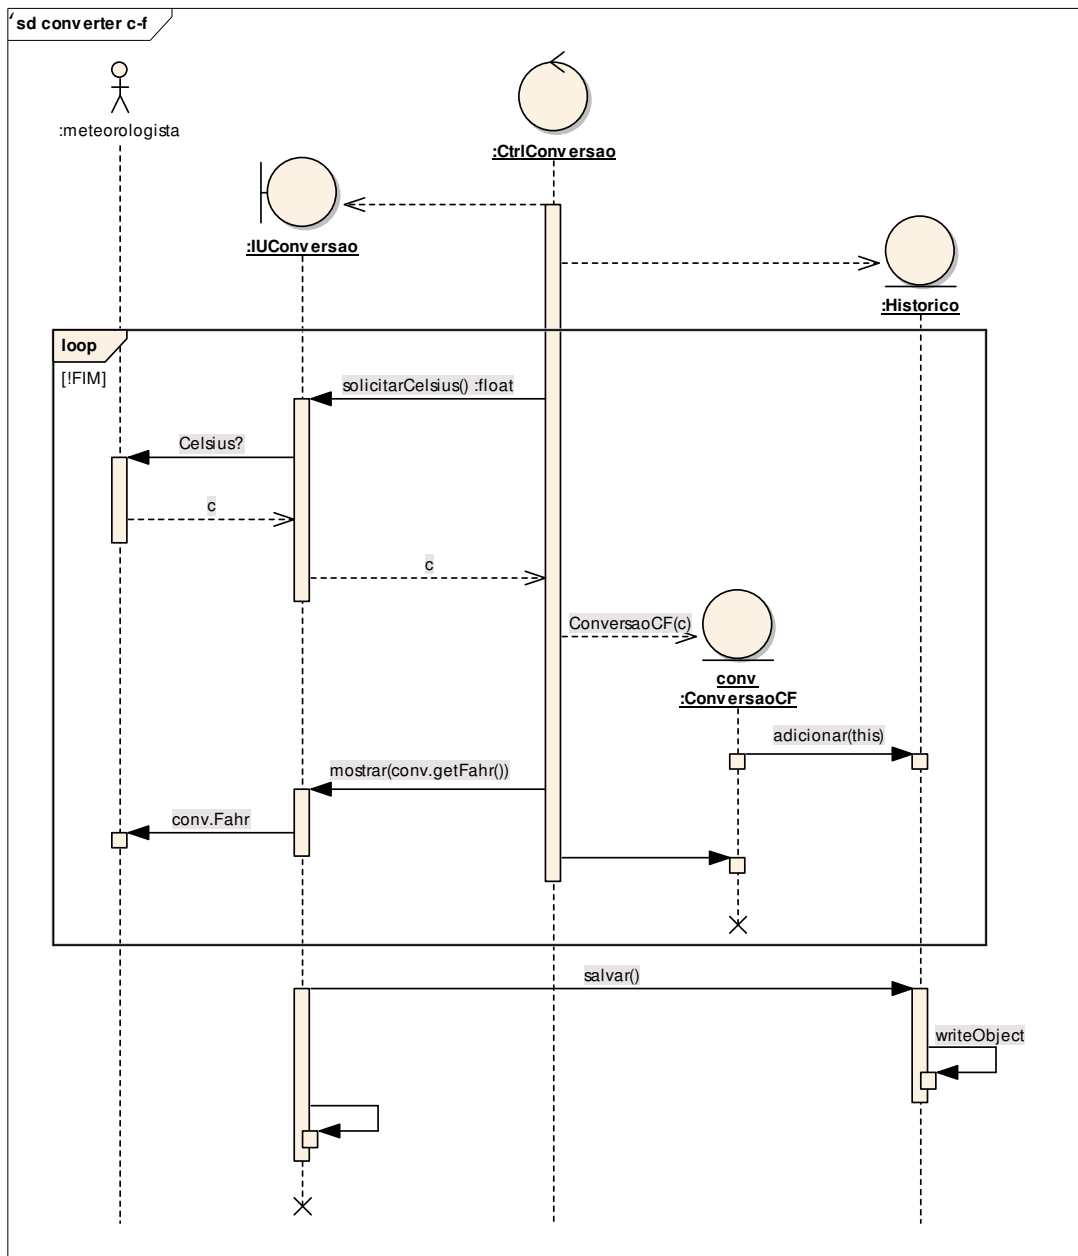 sd converter c-f
:meteorologista
:CtrlConversao
:IUConversao
:Historico
loop
[!FIM]
solicitarCelsius() :float
Celsius?
c
c
ConversaoCF(c)
conv
:ConversaoCF
adicionar(this)
mostrar(conv.getFahr())
conv.Fahr
salvar()
writeObject